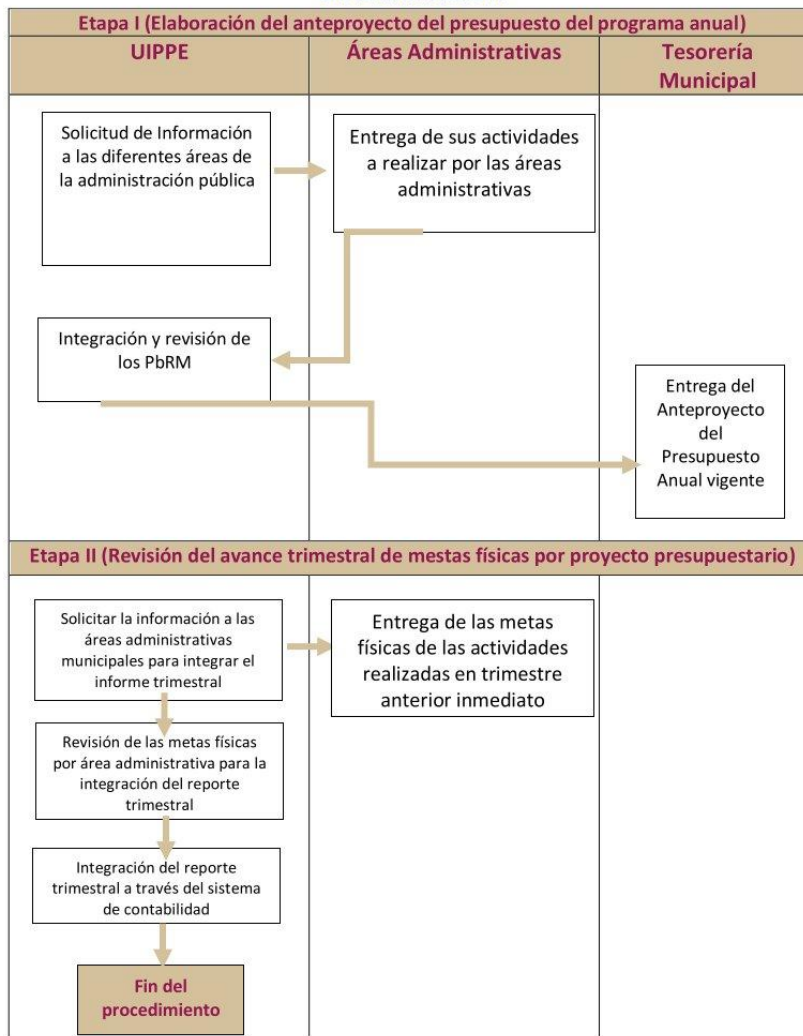 Etapa I (Elaboración del anteproyecto del presupuesto del programa anual)
UIPPE
Áreas Administrativas
Tesorería
Municipal
Solicitud de Información
a las diferentes áreas de
la administración pública
Entrega de sus actividades
a realizar por las áreas
administrativas
Integración y revisión de
los PbRM
Entrega del
Anteproyecto
del
Presupuesto
Anual vigente
Etapa II (Revisión del avance trimestral de mestas físicas por proyecto presupuestario)
Solicitar la información a las
áreas administrativas
municipales para integrar el
informe trimestral
Entrega de las metas
físicas de las actividades
realizadas en trimestre
anterior inmediato
Revisión de las metas físicas
por área administrativa para la
integración del reporte
trimestral
Integración del reporte
trimestral a través del sistema
de contabilidad
Fin del
procedimiento